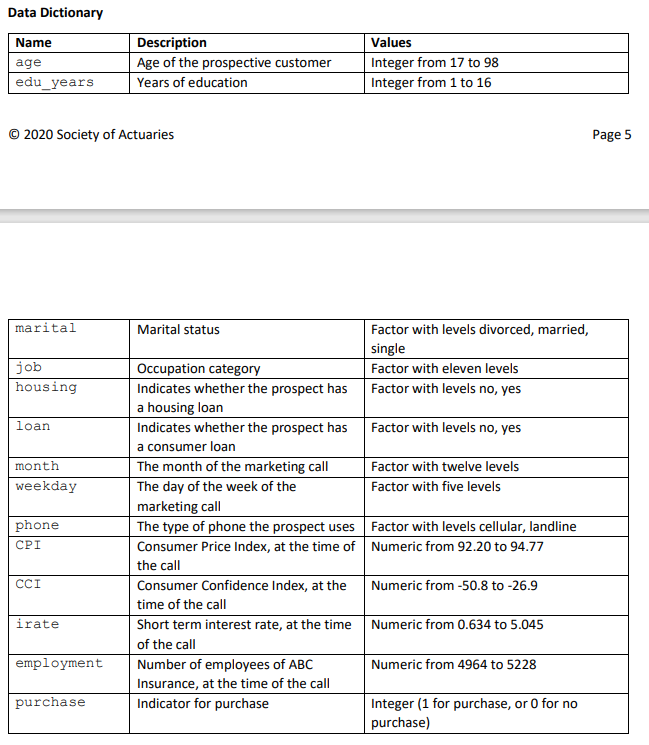 Data Dictionary
Name Description Values
age Age of the prospective customer Integer from 17 to 98
edu_years Years of education Integer from 1 to 16
© 2020 Society of Actuaries Page 5
marital Marital status Factor with levels divorced, married,
single
job Occupation category Factor with eleven levels
housing Indicates whether the prospect has Factor with levels no, yes
a housing loan
loan Indicates whether the prospect has Factor with levels no, yes
a consumer loan
month The month of the marketing call Factor with twelve levels
weekday The day of the week of the Factor with five levels
marketing call
phone The type of phone the prospect uses Factor with levels cellular, landline
CPI Consumer Price Index, at the time of Numeric from 92.20 to 94.77
the call
CCI Consumer Confidence Index, at the Numeric from -50.8 to -26.9
time of the call
irate Short term interest rate, at the time Numeric from 0.634 to 5.045
of the call
employment Number of employees of ABC Numeric from 4964 to 5228
Insurance, at the time of the call
purchase Indicator for purchase Integer (1 for purchase, or 0 for no
purchase)